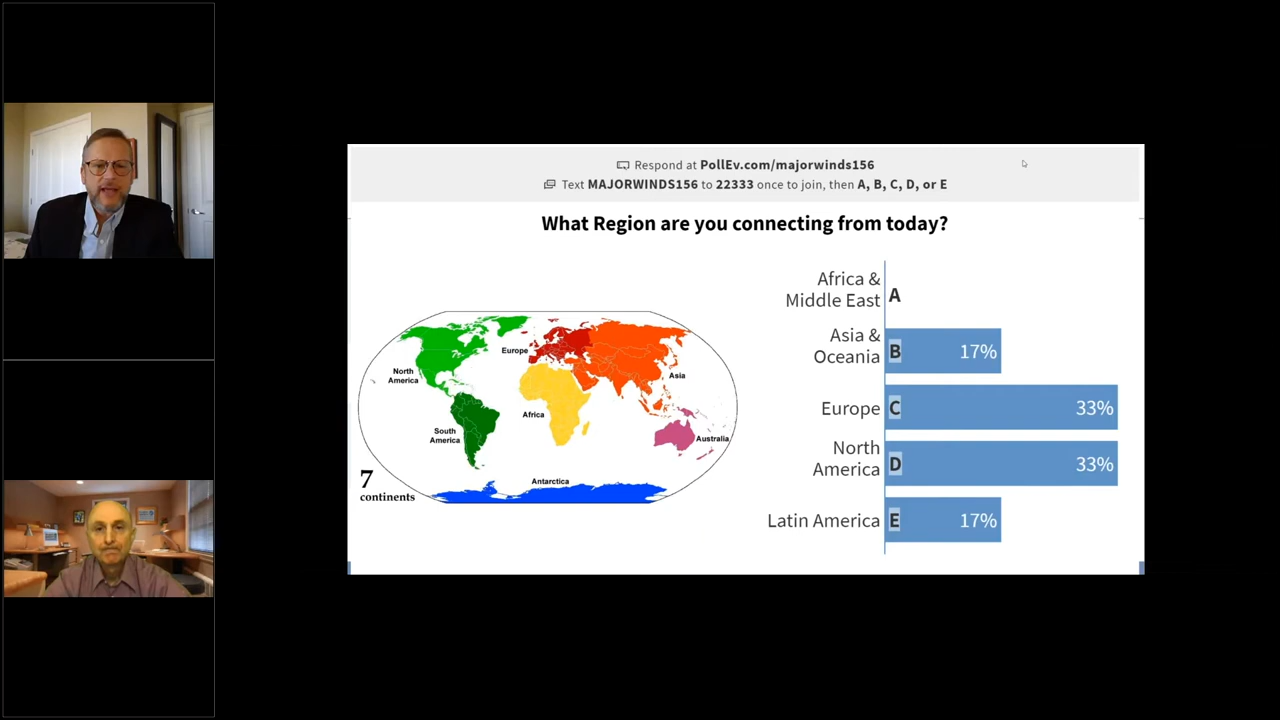 Respond at PollEv.com/majorwinds156
Text MAJORWINDS156 to 22333 once to join, then A, B, C, D, or E
What Region are you connecting from today?
North
America
Europe
Asia
Africa
South
America
Australia
Antarctica
7
continents
Africa &
Middle East A
Asia &
Oceania B 17%
Europe C 33%
North
America D 33%
Latin America E 17%